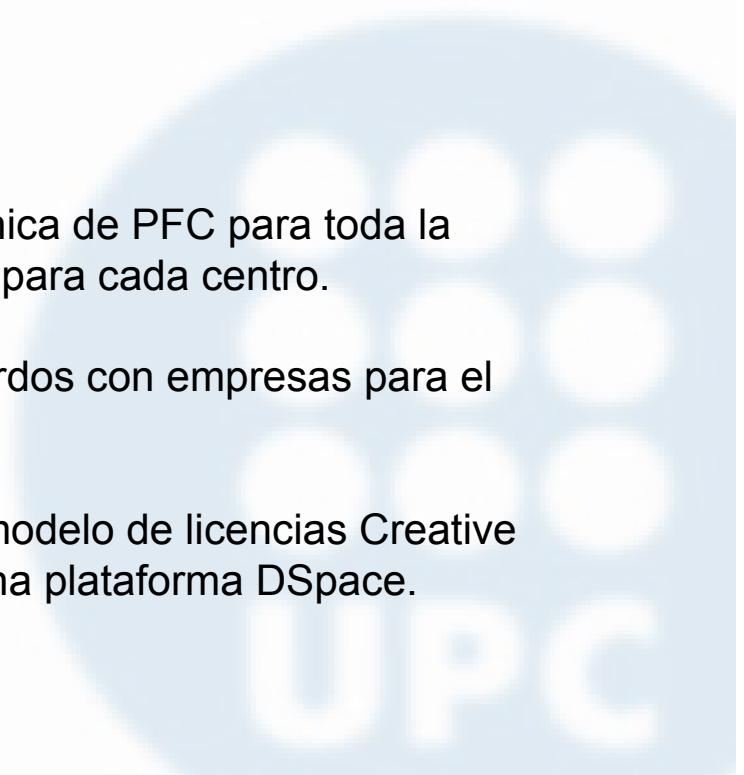 nica de PFC para toda la
para cada centro.
rdos con empresas para el
modelo de licencias Creative
na plataforma DSpace.
UPC